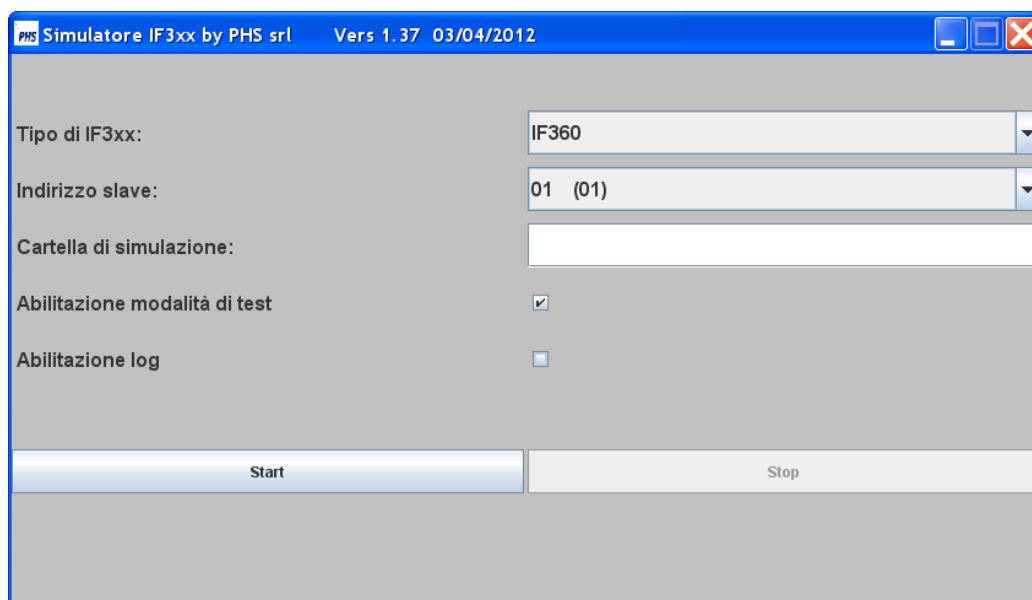 PHS Simulatore IF3xx by PHS srl Vers 1.37 03/04/2012
Tipo di IF3xx: IF360
Indirizzo slave: 01 (01)
Cartella di simulazione:
Abilitazione modalità di test
Abilitazione log
Start Stop